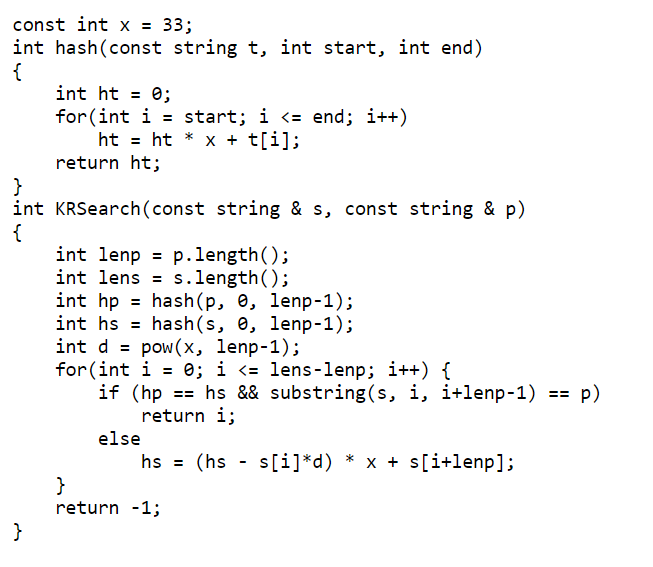 const int x = 33;
int hash(const string t, int start, int end)
{
    int ht = 0;
    for(int i = start; i <= end; i++)
        ht = ht * x + t[i];
    return ht;
}
int KRSearch(const string & s, const string & p)
{
    int lenp = p.length();
    int lens = s.length();
    int hp = hash(p, 0, lenp-1);
    int hs = hash(s, 0, lenp-1);
    int d = pow(x, lenp-1);
    for(int i = 0; i <= lens-lenp; i++) {
        if (hp == hs && substring(s, i, i+lenp-1) == p)
            return i;
        else
            hs = (hs - s[i]*d) * x + s[i+lenp];
    }
    return -1;
}